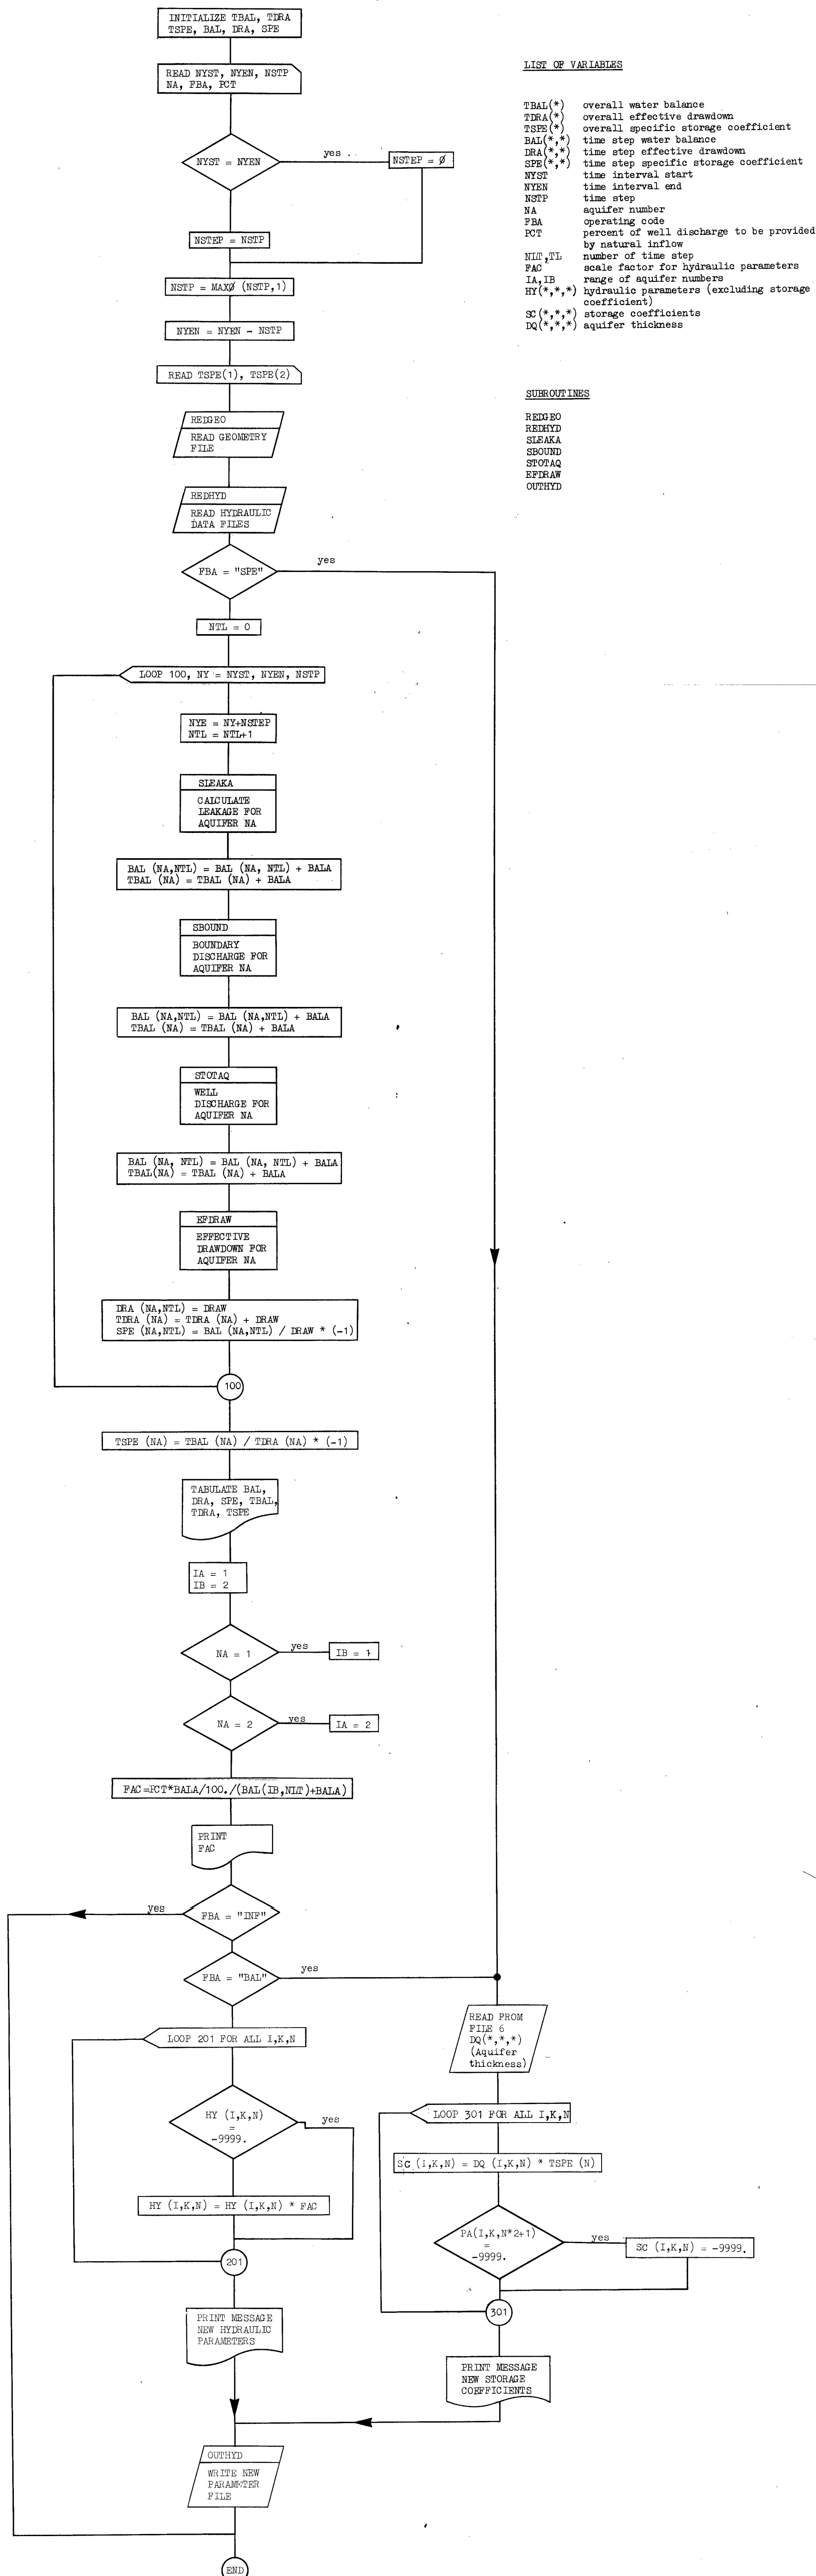 INITIALIZE TBAL, TDRA
TSPE, BAL, DRA, SPE
READ NYST, NYEN, NSTP
NA, FBA, PCT
NYST = NYEN
yes
NSTEP = Ø
NSTEP = NSTP
NSTP = MAXØ (NSTP,1)
NYEN = NYEN - NSTP
READ TSPE(1), TSPE(2)
REDGEO
READ GEOMETRY
FILE
REDHYD
READ HYDRAULIC
DATA FILES
FBA = "SPE"
yes
NTL = 0
LOOP 100, NY = NYST, NYEN, NSTP
NYE = NY+NSTEP
NTL = NTL+1
SLEAKA
CALCULATE
LEAKAGE FOR
AQUIFER NA
BAL (NA,NTL) = BAL (NA, NTL) + BALA
TBAL (NA) = TBAL (NA) + BALA
SBOUND
BOUNDARY
DISCHARGE FOR
AQUIFER NA
BAL (NA,NTL) = BAL (NA,NTL) + BALA
TBAL (NA) = TBAL (NA) + BALA
STOTAQ
WELL
DISCHARGE FOR
AQUIFER NA
BAL (NA, NTL) = BAL (NA, NTL) + BALA
TBAL(NA) = TBAL (NA) + BALA
EFDRAW
EFFECTIVE
DRAWDOWN FOR
AQUIFER NA
DRA (NA,NTL) = DRAW
TDRA (NA) = TDRA (NA) + DRAW
SPE (NA,NTL) = BAL (NA,NTL) / DRAW * (-1)
100
TSPE (NA) = TBAL (NA) / TDRA (NA) * (-1)
TABULATE BAL,
DRA, SPE, TBAL,
TDRA, TSPE
IA = 1
IB = 2
NA = 1
yes
IB = 1
NA = 2
yes
IA = 2
FAC=PCT*BALA/100./(BAL(IB,NLT)+BALA)
PRINT
FAC
FBA = "INF"
yes
FBA = "BAL"
yes
LOOP 201 FOR ALL I,K,N
HY (I,K,N)
=
-9999.
yes
HY (I,K,N) = HY (I,K,N) * FAC
201
PRINT MESSAGE
NEW HYDRAULIC
PARAMETERS
READ FROM
FILE 6
DQ(*,*,*)
(Aquifer
thickness)
LOOP 301 FOR ALL I,K,N
SC (I,K,N) = DQ (I,K,N) * TSPE (N)
PA(I,K,N*2+1)
=
-9999.
yes
SC (I,K,N) = -9999.
301
PRINT MESSAGE
NEW STORAGE
COEFFICIENTS
OUTHYD
WRITE NEW
PARAMETER
FILE
END
LIST OF VARIABLES
TBAL(*) overall water balance
TDRA(*) overall effective drawdown
TSPE(*) overall specific storage coefficient
BAL(*,*) time step water balance
DRA(*,*) time step effective drawdown
SPE(*,*) time step specific storage coefficient
NYST time interval start
NYEN time interval end
NSTP time step
NA aquifer number
FBA operating code
PCT percent of well discharge to be provided
by natural inflow
NLT,TL number of time step
FAC scale factor for hydraulic parameters
IA,IB range of aquifer numbers
HY(*,*,*) hydraulic parameters (excluding storage
coefficient)
SC(*,*,*) storage coefficients
DQ(*,*,*) aquifer thickness
SUBROUTINES
REDGEO
REDHYD
SLEAKA
SBOUND
STOTAQ
EFDRAW
OUTHYD